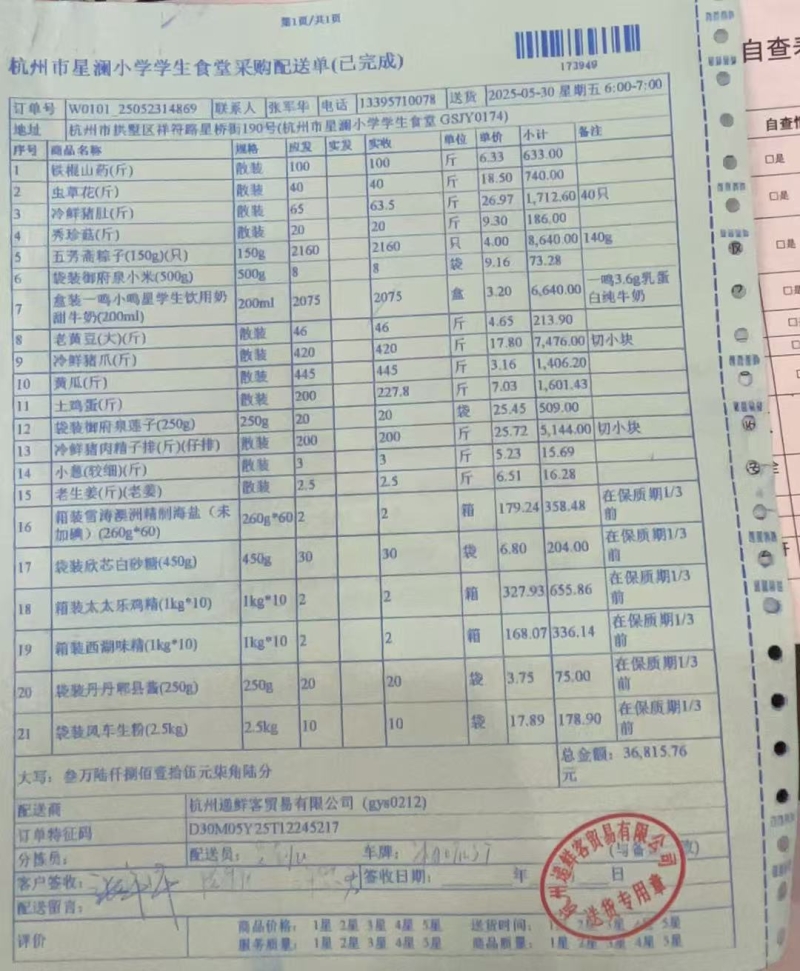 第1页/共1页
173949
杭州市星澜小学学生食堂采购配送单(已完成)
订单号 W0101_25052314869 联系人 张军华 电话 13395710078 送货 2025-05-30 星期五 6:00-7:00
地址 杭州市拱墅区祥符路星桥街190号(杭州市星澜小学学生食堂 GSJY0174)
序号 商品名称 规格 应发 实发 实收 单位 单价 小计 备注
1 铁棍山药(斤) 散装 100 100 斤 6.33 633.00
2 虫草花(斤) 散装 40 40 斤 18.50 740.00
3 冷鲜猪肚(斤) 散装 65 63.5 斤 26.97 1,712.60 40只
4 秀珍菇(斤) 散装 20 20 斤 9.30 186.00
5 五芳斋粽子(150g)(只) 150g 2160 2160 只 4.00 8,640.00 140g
6 袋装御府泉小米(500g) 500g 8 8 袋 9.16 73.28
7 盒装一鸣小鸣星学生饮用奶甜牛奶(200ml) 200ml 2075 2075 盒 3.20 6,640.00 一鸣3.6g乳蛋白纯牛奶
8 老黄豆(大)(斤) 散装 46 46 斤 4.65 213.90
9 冷鲜猪爪(斤) 散装 420 420 斤 17.80 7,476.00 切小块
10 黄瓜(斤) 散装 445 445 斤 3.16 1,406.20
11 土鸡蛋(斤) 散装 200 227.8 斤 7.03 1,601.43
12 袋装御府泉莲子(250g) 250g 20 20 袋 25.45 509.00
13 冷鲜猪肉精子排(斤)(仔排) 散装 200 200 斤 25.72 5,144.00 切小块
14 小葱(较细)(斤) 散装 3 3 斤 5.23 15.69
15 老生姜(斤)(老姜) 散装 2.5 2.5 斤 6.51 16.28
16 箱装雪涛澳洲精制海盐（未加碘）(260g*60) 260g*60 2 2 箱 179.24 358.48 在保质期1/3前
17 袋装欣芯白砂糖(450g) 450g 30 30 袋 6.80 204.00 在保质期1/3前
18 箱装太太乐鸡精(1kg*10) 1kg*10 2 2 箱 327.93 655.86 在保质期1/3前
19 箱装西湖味精(1kg*10) 1kg*10 2 2 箱 168.07 336.14 在保质期1/3前
20 袋装丹丹郫县酱(250g) 250g 20 20 袋 3.75 75.00 在保质期1/3前
21 袋装风车生粉(2.5kg) 2.5kg 10 10 袋 17.89 178.90 在保质期1/3前
大写：叁万陆仟捌佰壹拾伍元柒角陆分 总金额：36,815.76元
配送商 杭州递鲜客贸易有限公司 (gys0212)
订单特征码 D30M05Y25T12245217
分拣员： 配送员： 车牌： (与备
客户签收： 签收日期： 年 日
配送留言：
评价 商品价格： 1星 2星 3星 4星 5星 送货时间： 1星 2星 3星 4星 5星
服务质量： 1星 2星 3星 4星 5星 商品质量： 1星 2星 3星 4星 5星
杭州递鲜客贸易有限公司
送货专用章
自查表
自查情
□是
□是
□是